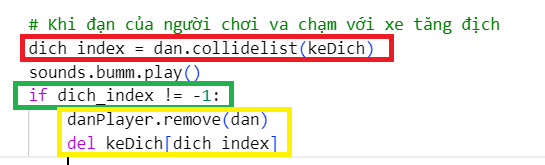 # Khi đạn của người chơi va chạm với xe tăng địch
dich_index = dan.collidelist(keDich)
sounds.bumm.play()
if dich_index != -1:
danPlayer.remove(dan)
del keDich[dich_index]